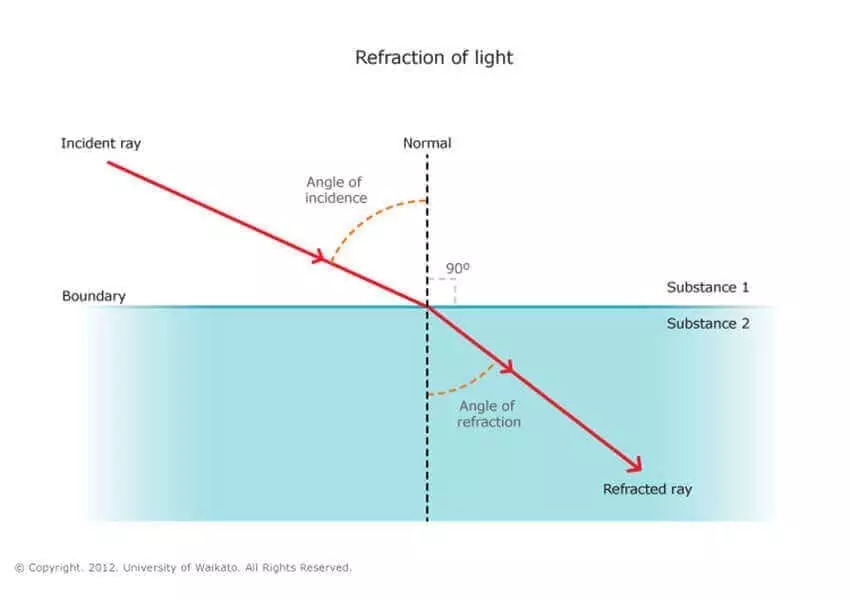 Refraction of light
Incident ray
Normal
Angle of
incidence
90º
Boundary
Substance 1
Substance 2
Angle of
refraction
Refracted ray
© Copyright. 2012. University of Waikato. All Rights Reserved.